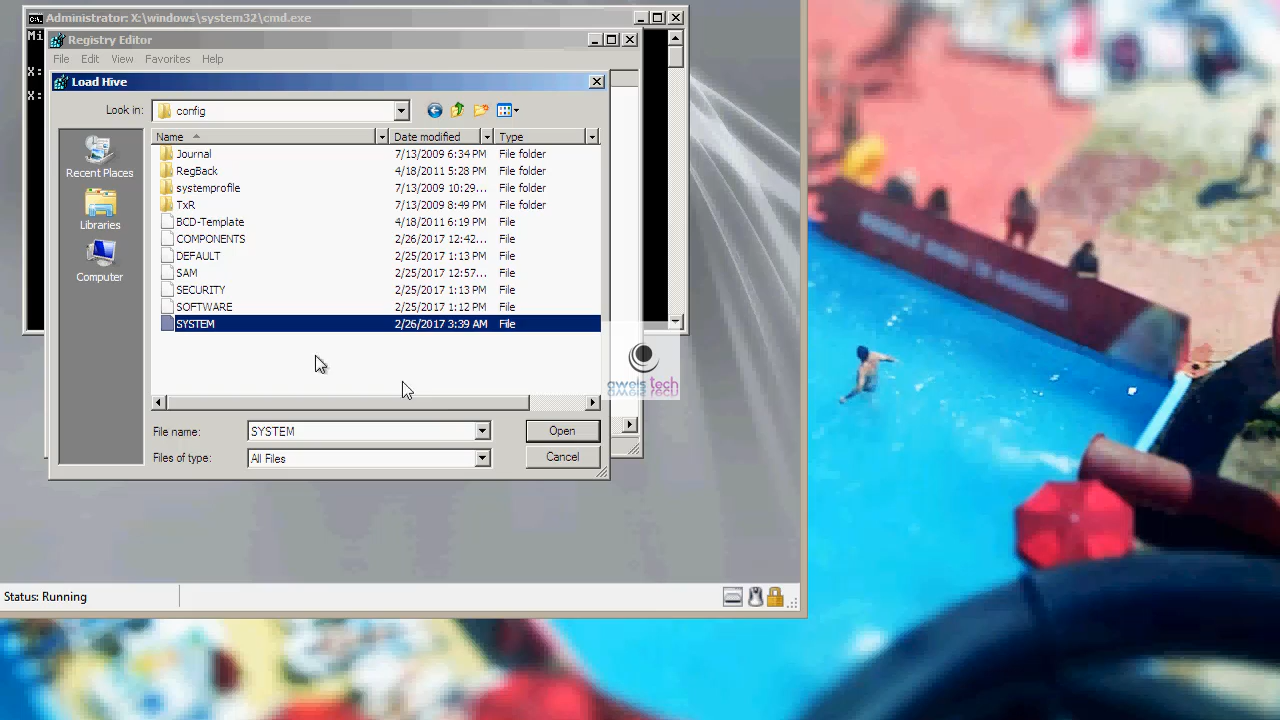 Administrator: X:\windows\system32\cmd.exe
Mi
Registry Editor
File Edit View Favorites Help
X:
Load Hive
X:
Look in: config
Name Date modified Type
Journal 7/13/2009 6:34 PM File folder
RegBack 4/18/2011 5:28 PM File folder
systemprofile 7/13/2009 10:29... File folder
TxR 7/13/2009 8:49 PM File folder
BCD-Template 4/18/2011 6:19 PM File
COMPONENTS 2/26/2017 12:42... File
DEFAULT 2/25/2017 1:13 PM File
SAM 2/25/2017 12:57... File
SECURITY 2/25/2017 1:13 PM File
SOFTWARE 2/25/2017 1:12 PM File
SYSTEM 2/26/2017 3:39 AM File
Recent Places
Libraries
Computer
aweis tech
File name: SYSTEM Open
Files of type: All Files Cancel
Status: Running